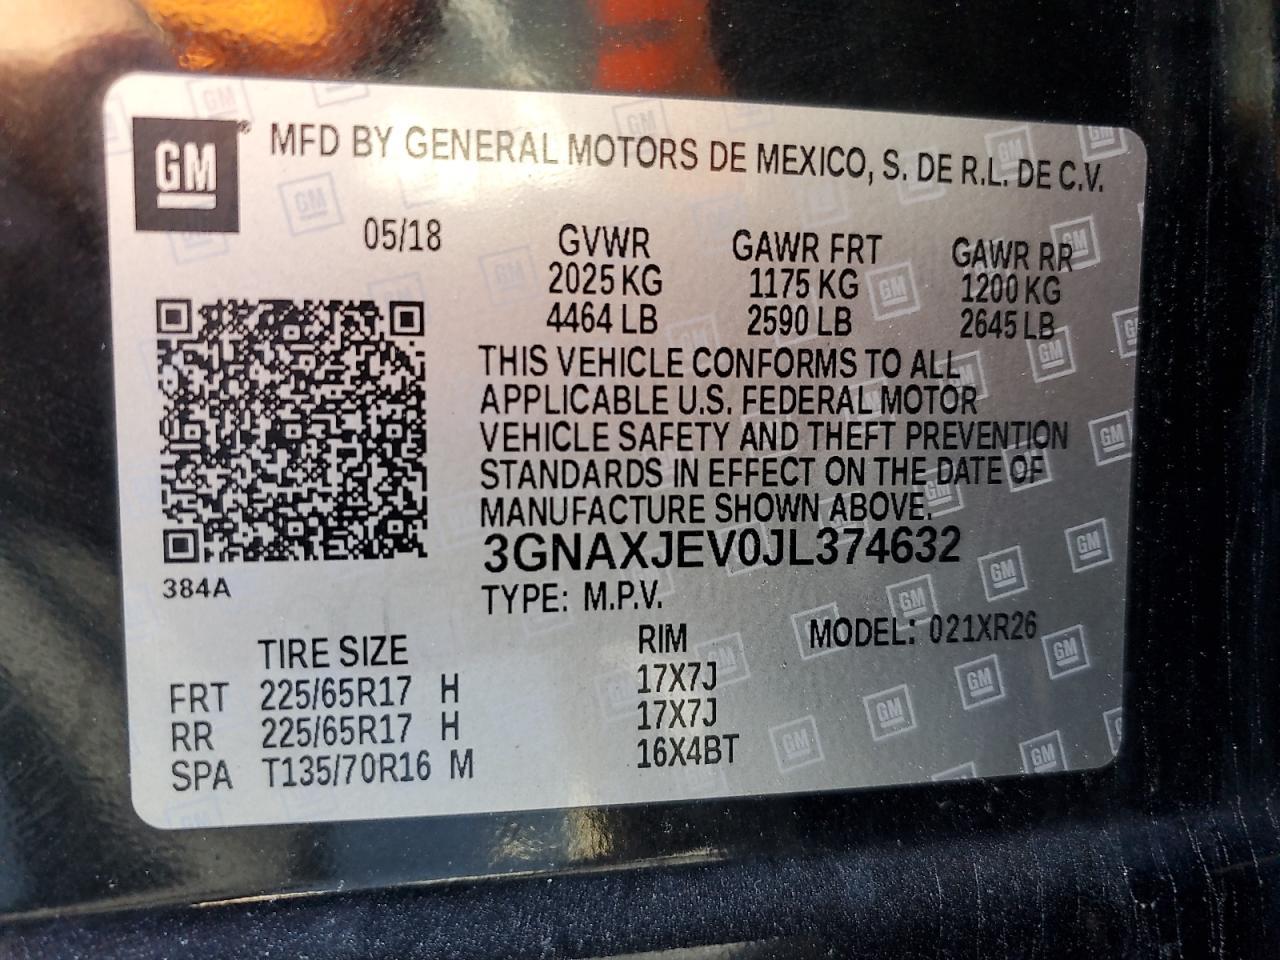 GM® MFD BY GENERAL MOTORS DE MEXICO, S. DE R.L. DE C.V.
05/18 GVWR GAWR FRT GAWR RR
2025 KG 1175 KG 1200 KG
4464 LB 2590 LB 2645 LB
THIS VEHICLE CONFORMS TO ALL
APPLICABLE U.S. FEDERAL MOTOR
VEHICLE SAFETY AND THEFT PREVENTION
STANDARDS IN EFFECT ON THE DATE OF
MANUFACTURE SHOWN ABOVE.
3GNAXJEV0JL374632
384A
TYPE: M.P.V.
TIRE SIZE RIM MODEL: 021XR26
FRT 225/65R17 H 17X7J
RR 225/65R17 H 17X7J
SPA T135/70R16 M 16X4BT